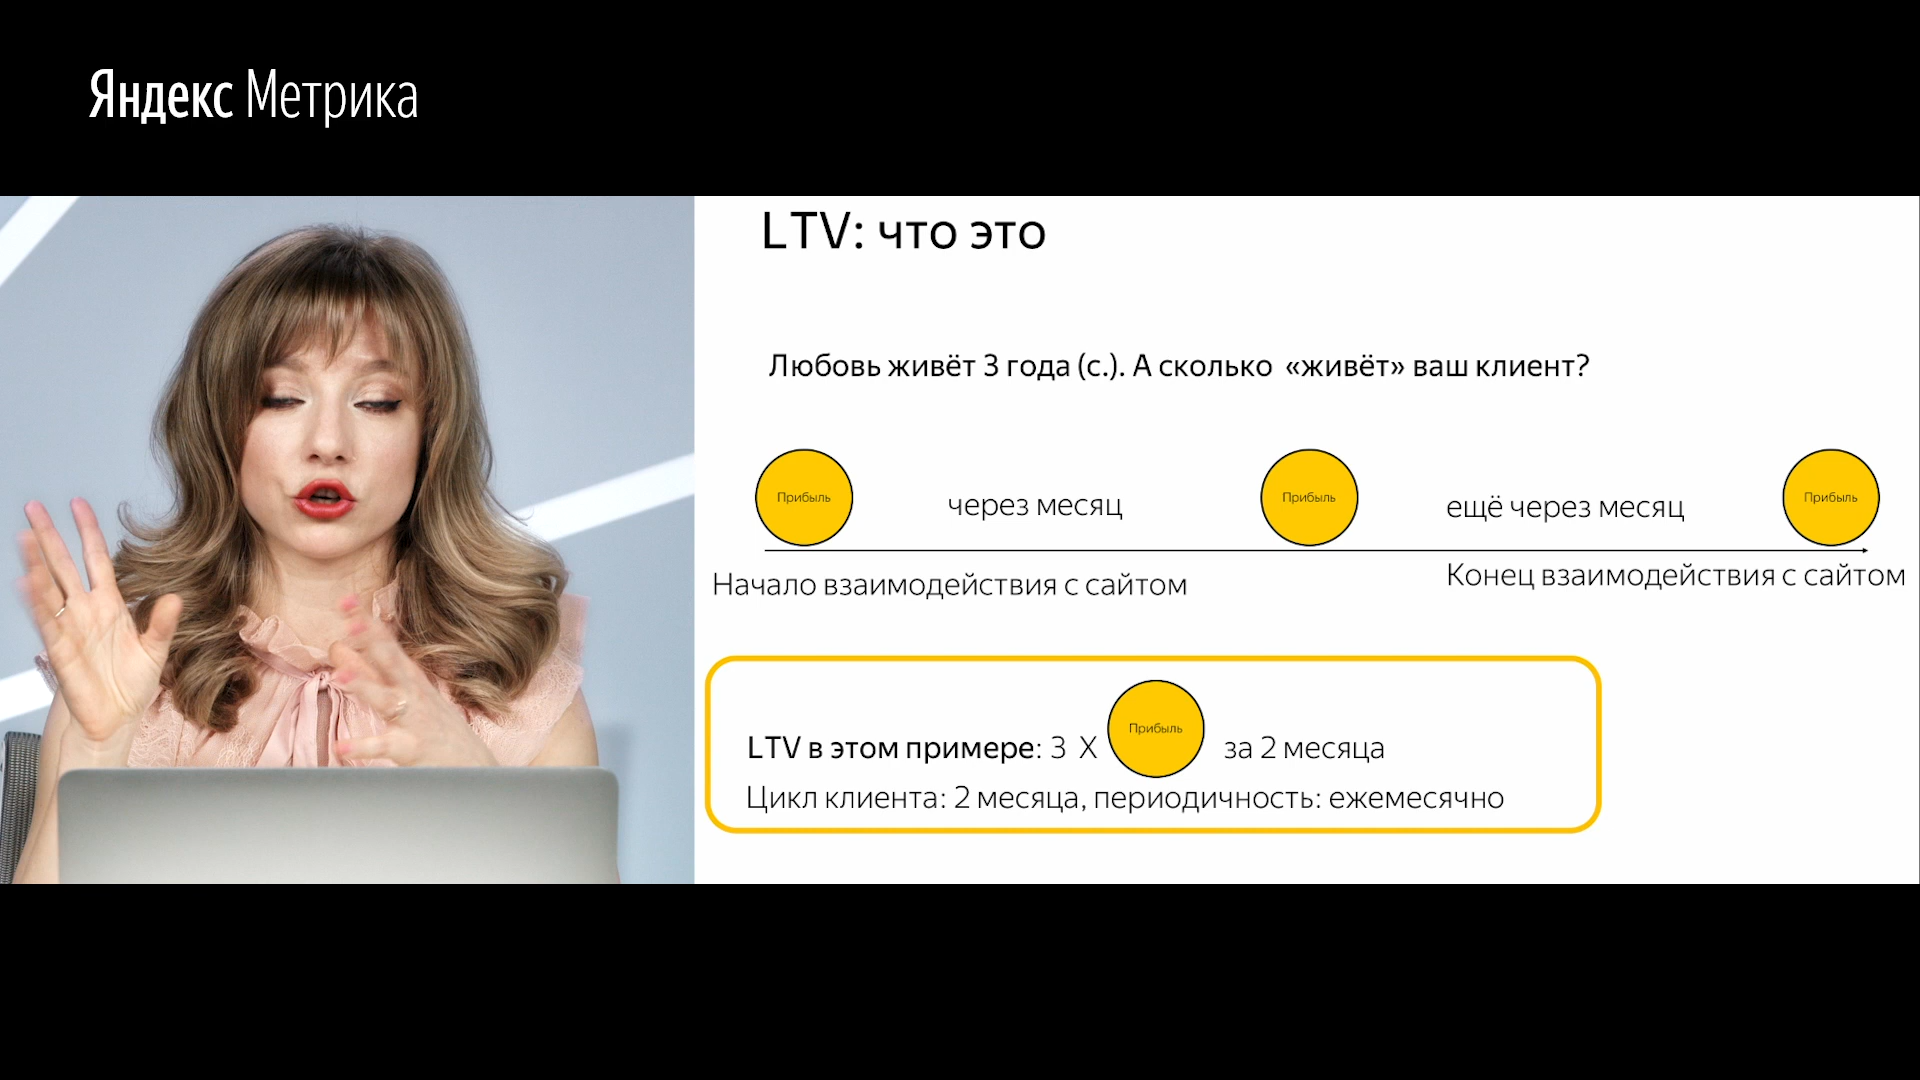 Яндекс Метрика
LTV: что это
Любовь живёт 3 года (с.). А сколько «живёт» ваш клиент?
Прибыль
через месяц
Прибыль
ещё через месяц
Прибыль
Начало взаимодействия с сайтом
Конец взаимодействия с сайтом
LTV в этом примере: 3 X Прибыль за 2 месяца
Цикл клиента: 2 месяца, периодичность: ежемесячно